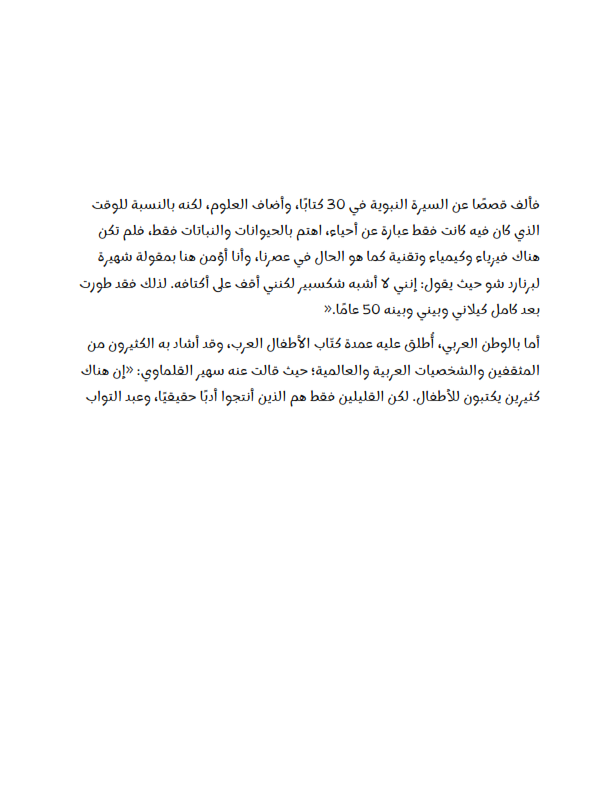 فألف قصصًا عن السيرة النبوية في 30 كتابًا، وأضاف العلوم، لكنه بالنسبة للوقت
الذي كان فيه كانت فقط عبارة عن أحياء، اهتم بالحيوانات والنباتات فقط، فلم تكن
هناك فيزياء وكيمياء وتقنية كما هو الحال في عصرنا، وأنا أؤمن هنا بمقولة شهيرة
لبرنارد شو حيث يقول: إنني لا أشبه شكسبير لكنني أقف على أكتافه. لذلك فقد طورت
بعد كامل كيلاني وبيني وبينه 50 عامًا.»
أما بالوطن العربي، أُطلق عليه عمدة كتّاب الأطفال العرب، وقد أشاد به الكثيرون من
المثقفين والشخصيات العربية والعالمية؛ حيث قالت عنه سهير القلماوي: «إن هناك
كثيرين يكتبون للأطفال. لكن القليلين فقط هم الذين أنتجوا أدبًا حقيقيًا، وعبد التواب